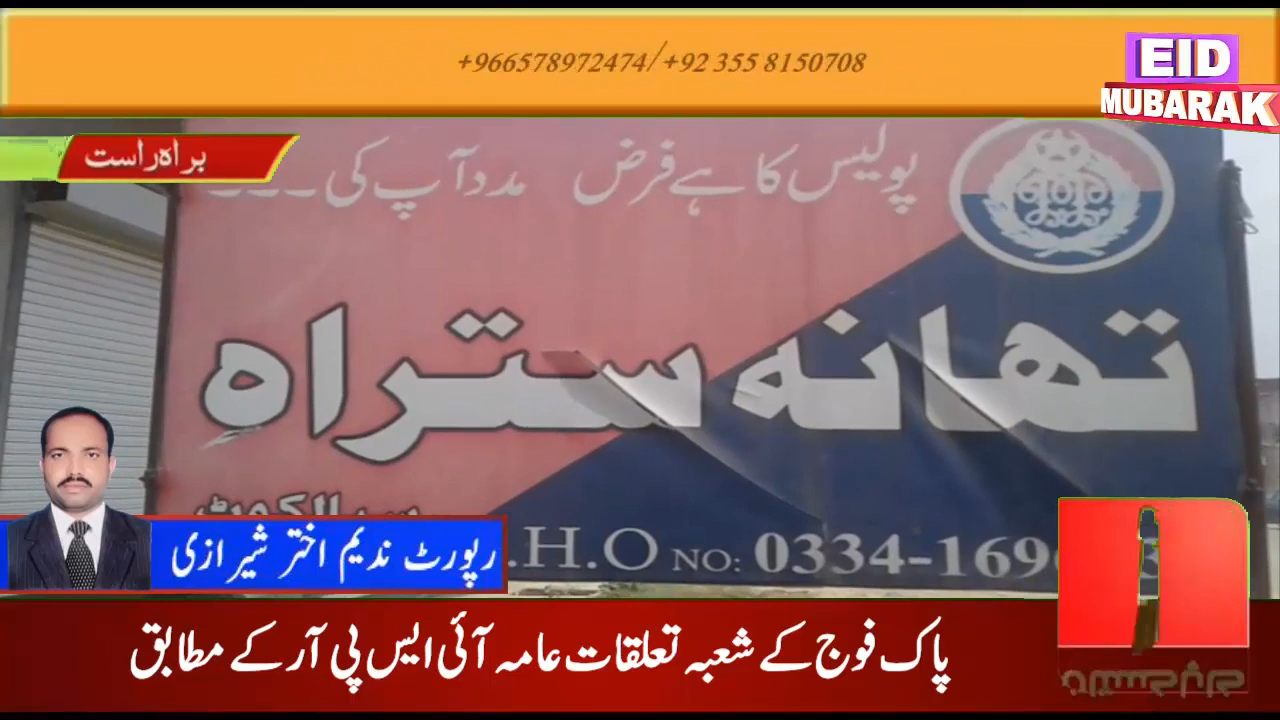 +966578972474/+92 355 8150708
EID
MUBARAK
براہ راست
پولیس کا ہے فرض مدد آپ کی ۔۔۔
تھانہ ستراہ
سیالکوٹ
.H.O NO: 0334-169
رپورٹ ندیم اختر شیرازی
پاک فوج کے شعبہ تعلقات عامہ آئی ایس پی آر کے مطابق